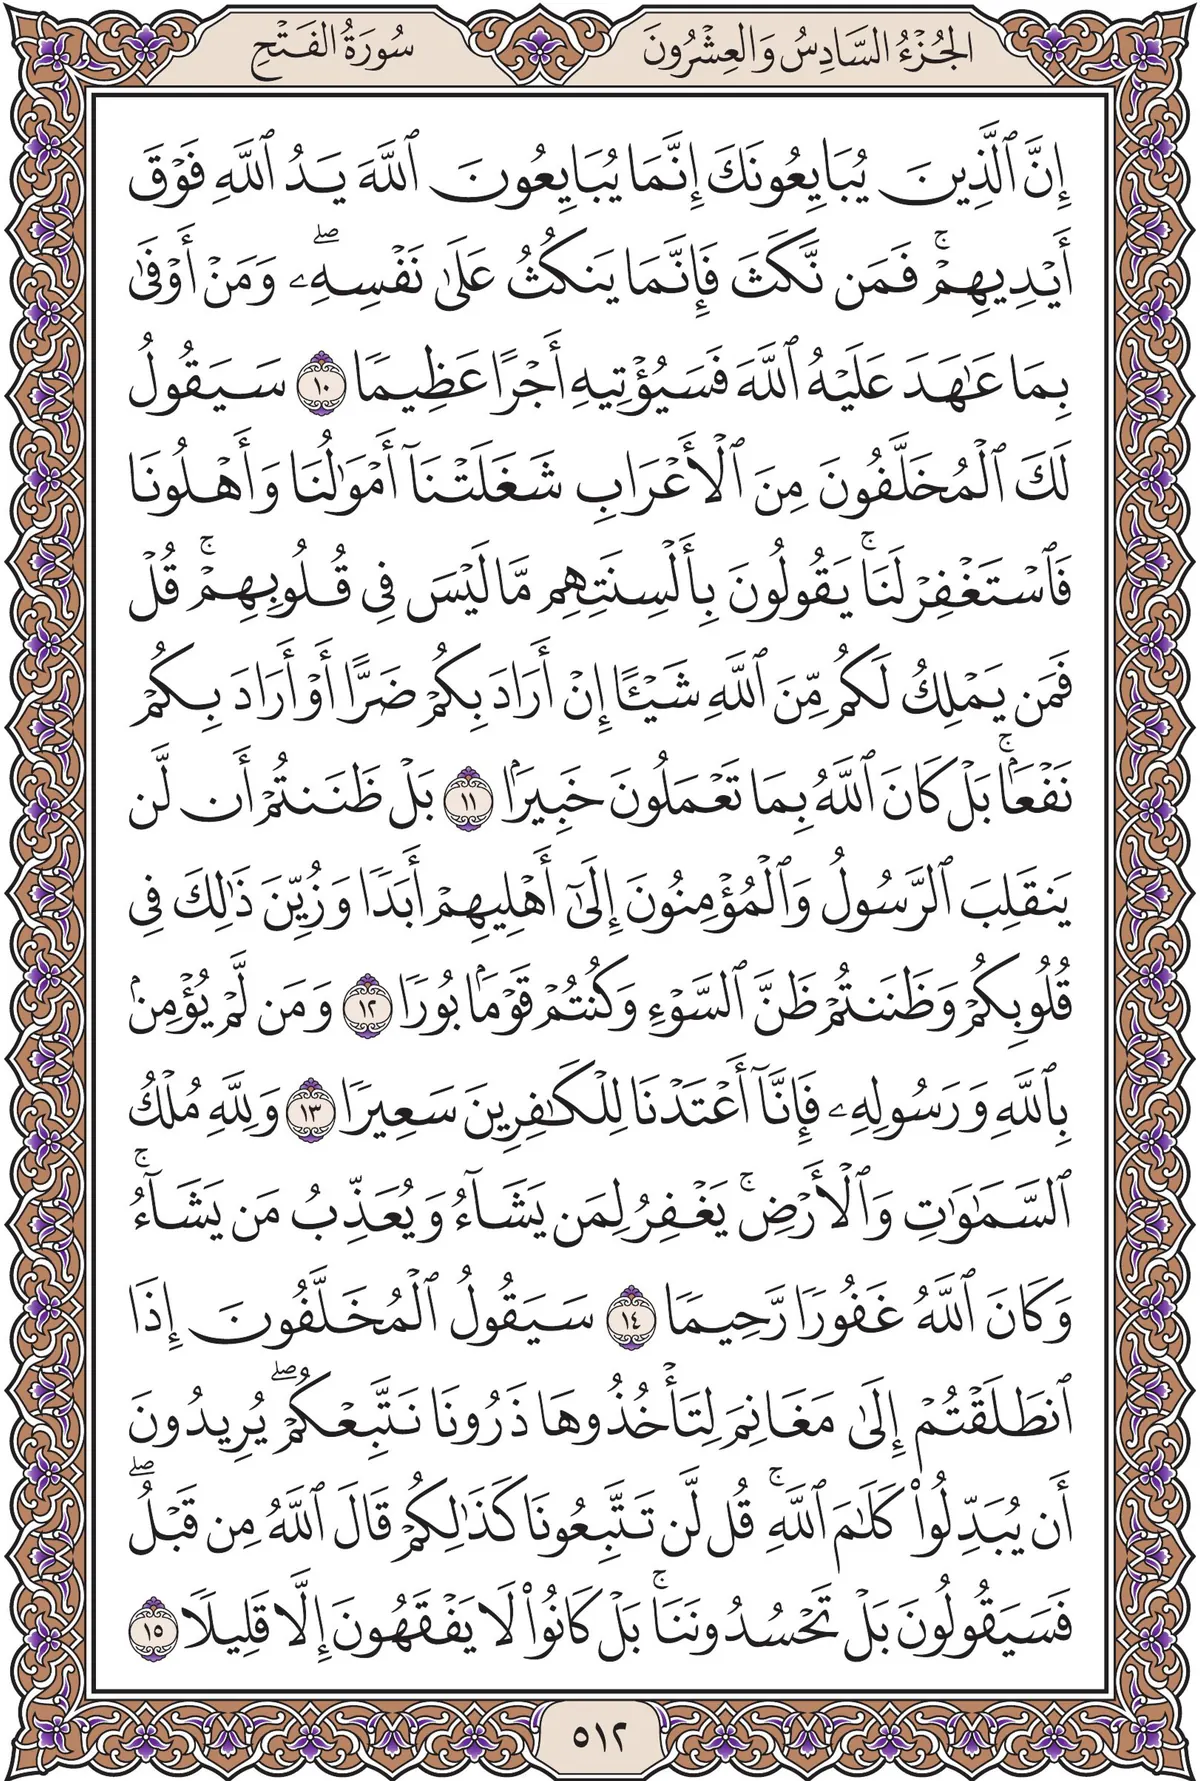 الجُزْءُ السَّادِسُ وَالعِشْرُونَ
سُورَةُ الفَتْحِ
إِنَّ ٱلَّذِينَ يُبَايِعُونَكَ إِنَّمَا يُبَايِعُونَ ٱللَّهَ يَدُ ٱللَّهِ فَوْقَ
أَيْدِيهِمْۚ فَمَن نَّكَثَ فَإِنَّمَا يَنكُثُ عَلَىٰ نَفْسِهِۦۖ وَمَنْ أَوْفَىٰ
بِمَا عَٰهَدَ عَلَيْهُ ٱللَّهَ فَسَيُؤْتِيهِ أَجْرًا عَظِيمًا ١٠ سَيَقُولُ
لَكَ ٱلْمُخَلَّفُونَ مِنَ ٱلْأَعْرَابِ شَغَلَتْنَآ أَمْوَٰلُنَا وَأَهْلُونَا
فَٱسْتَغْفِرْ لَنَاۚ يَقُولُونَ بِأَلْسِنَتِهِم مَّا لَيْسَ فِى قُلُوبِهِمْۚ قُلْ
فَمَن يَمْلِكُ لَكُم مِّنَ ٱللَّهِ شَيْـًٔا إِنْ أَرَادَ بِكُمْ ضَرًّا أَوْ أَرَادَ بِكُمْ
نَفْعَۢاۚ بَلْ كَانَ ٱللَّهُ بِمَا تَعْمَلُونَ خَبِيرَۢا ١١ بَلْ ظَنَنتُمْ أَن لَّن
يَنقَلِبَ ٱلرَّسُولُ وَٱلْمُؤْمِنُونَ إِلَىٰٓ أَهْلِيهِمْ أَبَدًا وَزُيِّنَ ذَٰلِكَ فِى
قُلُوبِكُمْ وَظَنَنتُمْ ظَنَّ ٱلسَّوْءِ وَكُنتُمْ قَوْمَۢا بُورًا ١٢ وَمَن لَّمْ يُؤْمِنۢ
بِٱللَّهِ وَرَسُولِهِۦ فَإِنَّآ أَعْتَدْنَا لِلْكَٰفِرِينَ سَعِيرًا ١٣ وَلِلَّهِ مُلْكُ
ٱلسَّمَٰوَٰتِ وَٱلْأَرْضِۚ يَغْفِرُ لِمَن يَشَآءُ وَيُعَذِّبُ مَن يَشَآءُۚ
وَكَانَ ٱللَّهُ غَفُورًا رَّحِيمًا ١٤ سَيَقُولُ ٱلْمُخَلَّفُونَ إِذَا
ٱنطَلَقْتُمْ إِلَىٰ مَغَانِمَ لِتَأْخُذُوهَا ذَرُونَا نَتَّبِعْكُمْۖ يُرِيدُونَ
أَن يُبَدِّلُوا۟ كَلَٰمَ ٱللَّهِۚ قُل لَّن تَتَّبِعُونَا كَذَٰلِكُمْ قَالَ ٱللَّهُ مِن قَبْلُۖ
فَسَيَقُولُونَ بَلْ تَحْسُدُونَنَاۚ بَلْ كَانُوا۟ لَا يَفْقَهُونَ إِلَّا قَلِيلًا ١٥
٥١٢